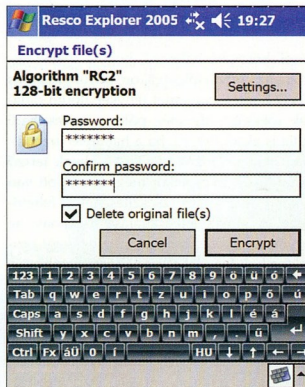 Resco Explorer 2005 19:27
Encrypt file(s)
Algorithm "RC2"
128-bit encryption
Settings...
Password:
*******
Confirm password:
*******
Delete original file(s)
Cancel Encrypt
123 1 2 3 4 5 6 7 8 9 ö ü ó
Tab q w e r t z u i o p ő ú
Caps a s d f g h j k l é á
Shift y x c v b n m , . ű
Ctrl Fx áÜ 0 í HU ↓ ↑ ← →